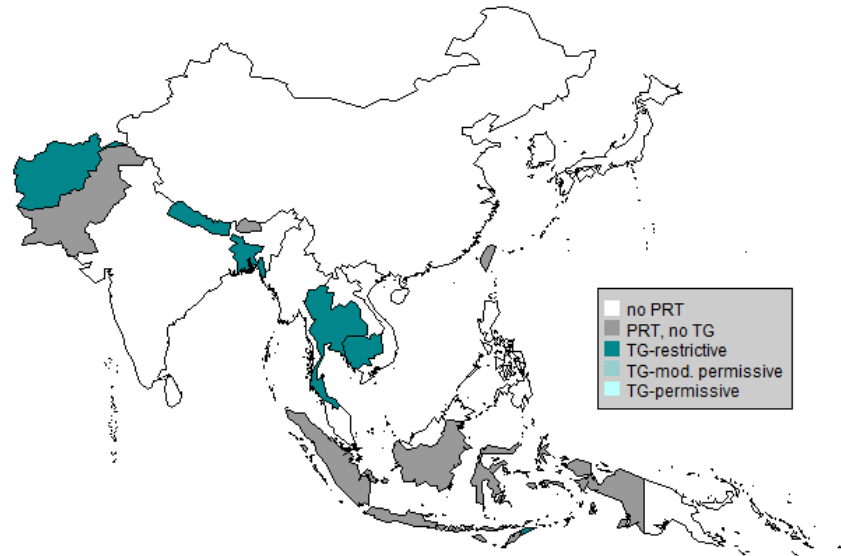 no PRT
PRT, no TG
TG-restrictive
TG-mod. permissive
TG-permissive